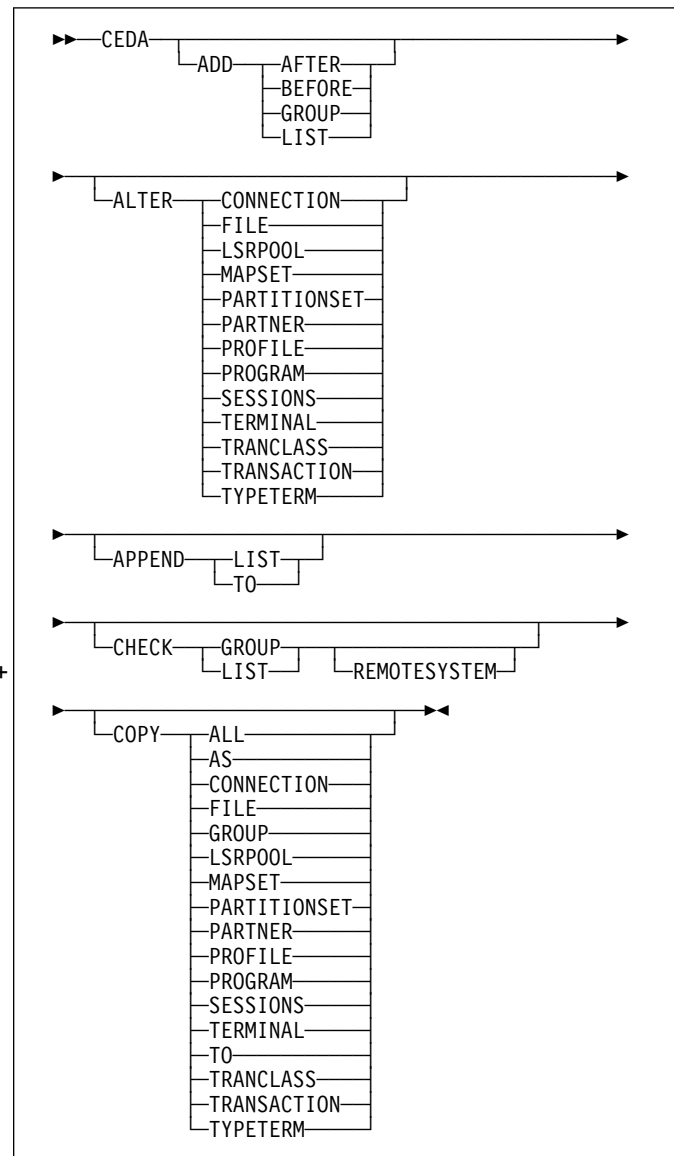 CEDA
ADD AFTER
BEFORE
GROUP
LIST
ALTER CONNECTION
FILE
LSRPOOL
MAPSET
PARTITIONSET
PARTNER
PROFILE
PROGRAM
SESSIONS
TERMINAL
TRANCLASS
TRANSACTION
TYPETERM
APPEND LIST
TO
CHECK GROUP
+ LIST REMOTESYSTEM
COPY ALL
AS
CONNECTION
FILE
GROUP
LSRPOOL
MAPSET
PARTITIONSET
PARTNER
PROFILE
PROGRAM
SESSIONS
TERMINAL
TO
TRANCLASS
TRANSACTION
TYPETERM